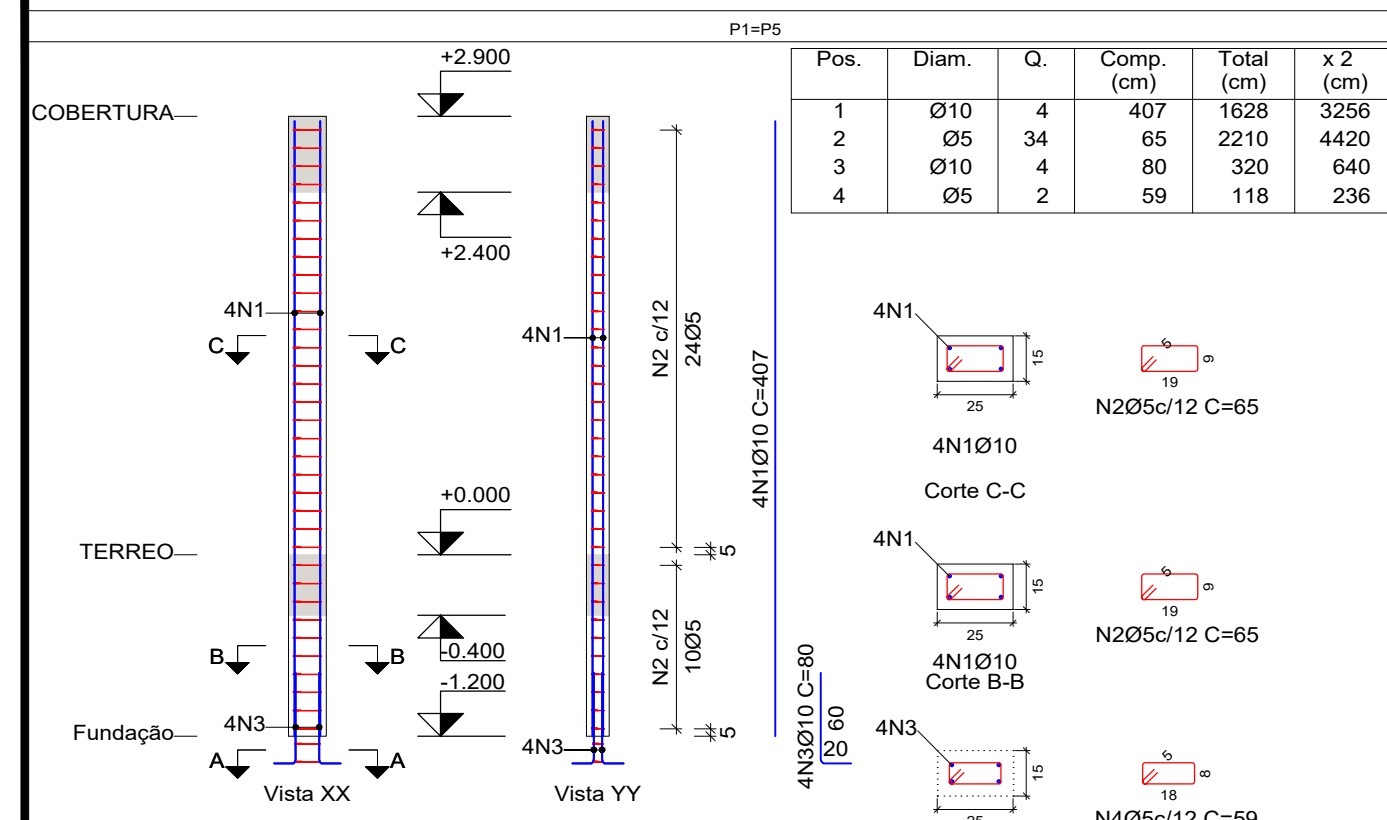 P1=P5
Pos. Diam. Q. Comp. (cm) Total (cm) x 2 (cm)
1 Ø10 4 407 1628 3256
2 Ø5 34 65 2210 4420
3 Ø10 4 80 320 640
4 Ø5 2 59 118 236
+2.900
COBERTURA
+2.400
4N1
C C
4N1
N2 c/12
24Ø5
4N1Ø10 C=407
+0.000
TERREO
5
B B
-0.400
-1.200
N2 c/12
10Ø5
5
Fundação
4N3
4N3
A A
Vista XX
Vista YY
4N3Ø10 C=80
60
20
4N1
15
25
4N1Ø10
Corte C-C
5
9
19
N2Ø5c/12 C=65
4N1
15
25
4N1Ø10
Corte B-B
5
9
19
N2Ø5c/12 C=65
4N3
15
25
5
8
18
N4Ø5c/12 C=59